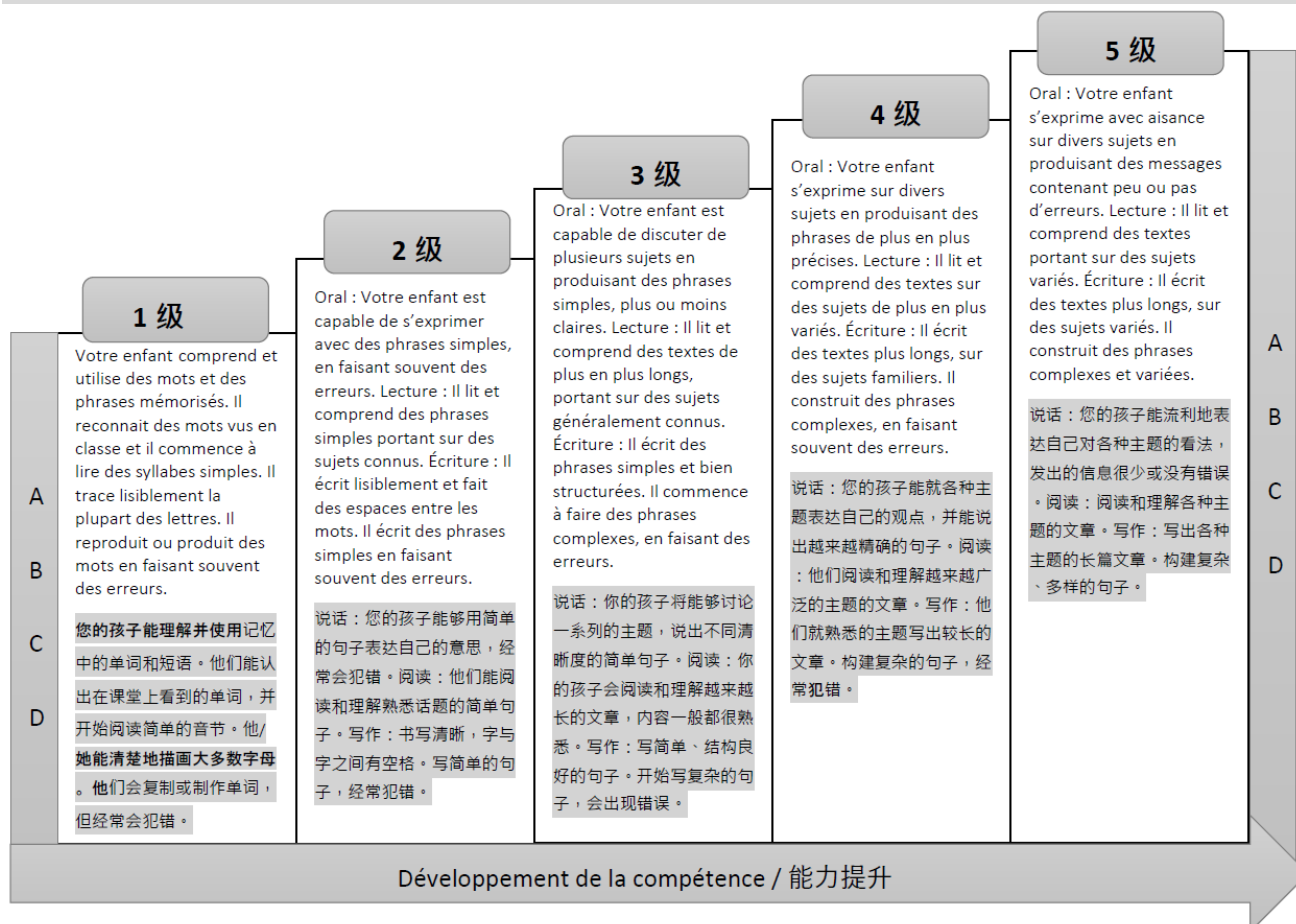 1 级
Votre enfant comprend et
utilise des mots et des
phrases mémorisés. Il
reconnait des mots vus en
classe et il commence à
lire des syllabes simples. Il
trace lisiblement la
plupart des lettres. Il
reproduit ou produit des
mots en faisant souvent
des erreurs.
您的孩子能理解并使用记忆
中的单词和短语。他们能认
出在课堂上看到的单词，并
开始阅读简单的音节。他/
她能清楚地描画大多数字母
。他们会复制或制作单词，
但经常会犯错。
2 级
Oral : Votre enfant est
capable de s’exprimer
avec des phrases simples,
en faisant souvent des
erreurs. Lecture : Il lit et
comprend des phrases
simples portant sur des
sujets connus. Écriture : Il
écrit lisiblement et fait
des espaces entre les
mots. Il écrit des phrases
simples en faisant
souvent des erreurs.
说话：您的孩子能够用简单
的句子表达自己的意思，经
常会犯错。阅读：他们能阅
读和理解熟悉话题的简单句
子。写作：书写清晰，字与
字之间有空格。写简单的句
子，经常犯错。
3 级
Oral : Votre enfant est
capable de discuter de
plusieurs sujets en
produisant des phrases
simples, plus ou moins
claires. Lecture : Il lit et
comprend des textes de
plus en plus longs,
portant sur des sujets
généralement connus.
Écriture : Il écrit des
phrases simples et bien
structurées. Il commence
à faire des phrases
complexes, en faisant des
erreurs.
说话：你的孩子将能够讨论
一系列的主题，说出不同清
晰度的简单句子。阅读：你
的孩子会阅读和理解越来越
长的文章，内容一般都很熟
悉。写作：写简单、结构良
好的句子。开始写复杂的句
子，会出现错误。
4 级
Oral : Votre enfant
s’exprime sur divers
sujets en produisant des
phrases de plus en plus
précises. Lecture : Il lit et
comprend des textes sur
des sujets de plus en plus
variés. Écriture : Il écrit
des textes plus longs, sur
des sujets familiers. Il
construit des phrases
complexes, en faisant
souvent des erreurs.
说话：您的孩子能就各种主
题表达自己的观点，并能说
出越来越精确的句子。阅读
：他们阅读和理解越来越广
泛的主题的文章。写作：他
们就熟悉的主题写出较长的
文章。构建复杂的句子，经
常犯错。
5 级
Oral : Votre enfant
s’exprime avec aisance
sur divers sujets en
produisant des messages
contenant peu ou pas
d’erreurs. Lecture : Il lit et
comprend des textes
portant sur des sujets
variés. Écriture : Il écrit
des textes plus longs, sur
des sujets variés. Il
construit des phrases
complexes et variées.
说话：您的孩子能流利地表
达自己对各种主题的看法，
发出的信息很少或没有错误
。阅读：阅读和理解各种主
题的文章。写作：写出各种
主题的长篇文章。构建复杂
、多样的句子。
A
B
C
D
A
B
C
D
Développement de la compétence / 能力提升